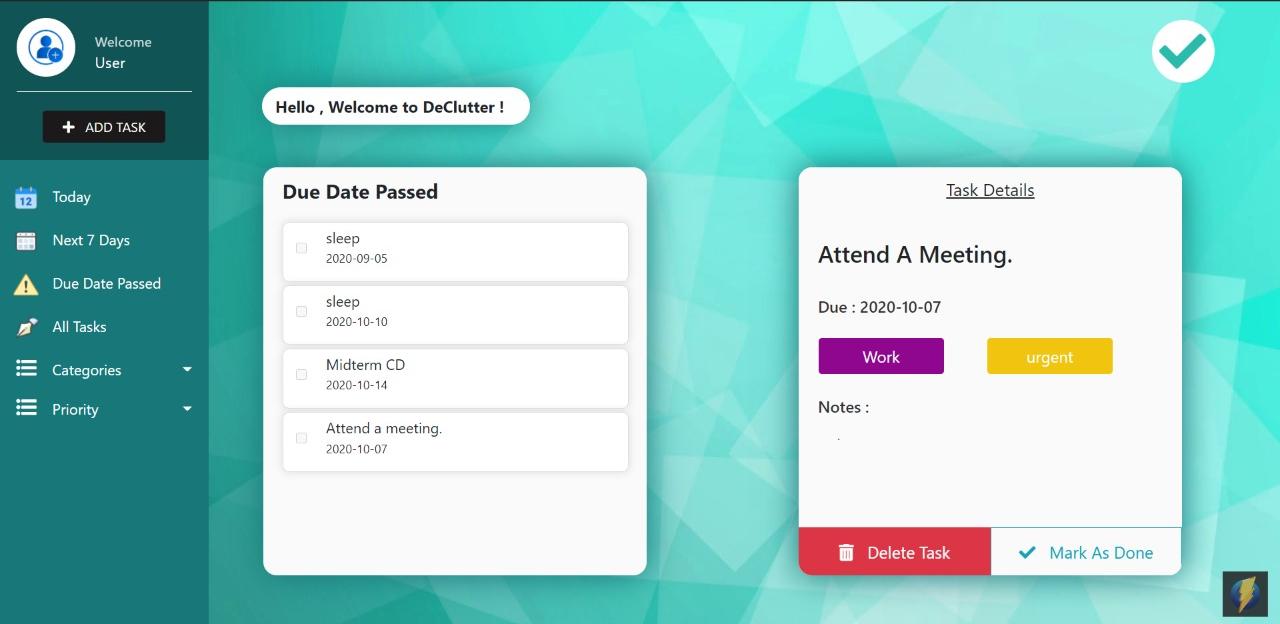 Welcome
User
ADD TASK
12
Today
Next 7 Days
Due Date Passed
All Tasks
Categories
Priority
Hello , Welcome to DeClutter !
Due Date Passed
sleep
2020-09-05
sleep
2020-10-10
Midterm CD
2020-10-14
Attend a meeting.
2020-10-07
Task Details
Attend A Meeting.
Due : 2020-10-07
Work urgent
Notes :
.
Delete Task Mark As Done